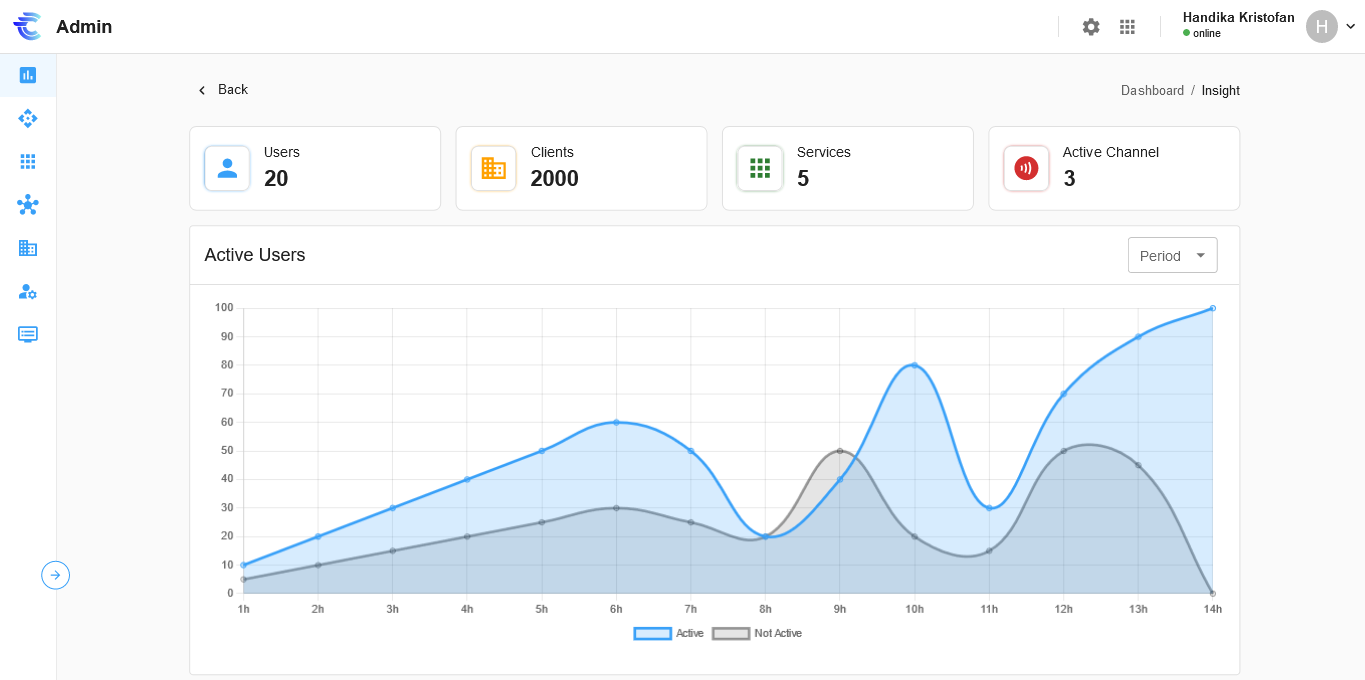 Admin
Handika Kristofan
online
H
Back
Dashboard / Insight
Users
20
Clients
2000
Services
5
Active Channel
3
Active Users
Period
100
90
80
70
60
50
40
30
20
10
0
1h 2h 3h 4h 5h 6h 7h 8h 9h 10h 11h 12h 13h 14h
Active Not Active